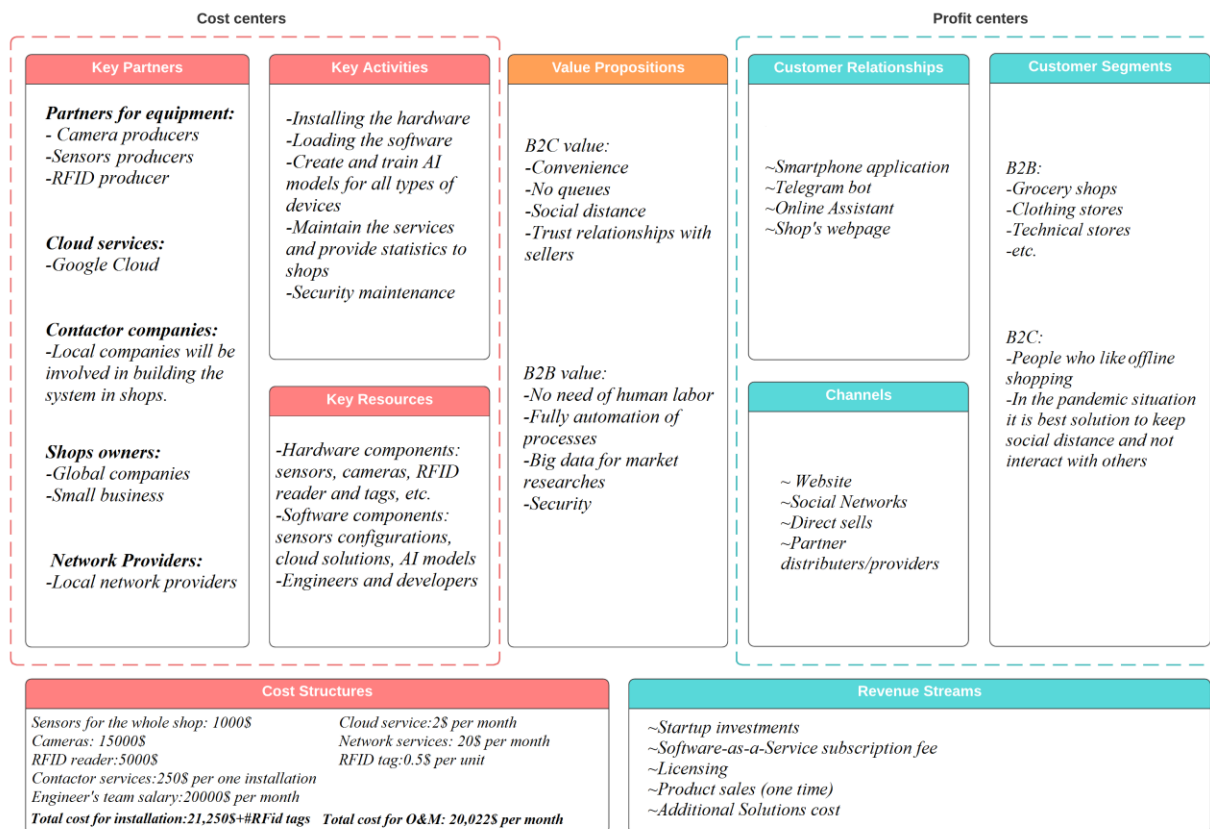 Cost centers
Profit centers
Key Partners
Partners for equipment:
- Camera producers
-Sensors producers
-RFID producer
Cloud services:
-Google Cloud
Contactor companies:
-Local companies will be
involved in building the
system in shops.
Shops owners:
-Global companies
-Small business
Network Providers:
-Local network providers
Key Activities
-Installing the hardware
-Loading the software
-Create and train AI
models for all types of
devices
-Maintain the services
and provide statistics to
shops
-Security maintenance
Key Resources
-Hardware components:
sensors, cameras, RFID
reader and tags, etc.
-Software components:
sensors configurations,
cloud solutions, AI models
-Engineers and developers
Value Propositions
B2C value:
-Convenience
-No queues
-Social distance
-Trust relationships with
sellers
B2B value:
-No need of human labor
-Fully automation of
processes
-Big data for market
researches
-Security
Customer Relationships
~Smartphone application
~Telegram bot
~Online Assistant
~Shop's webpage
Channels
~ Website
~Social Networks
~Direct sells
~Partner
distributers/providers
Customer Segments
B2B:
-Grocery shops
-Clothing stores
-Technical stores
-etc.
B2C:
-People who like offline
shopping
-In the pandemic situation
it is best solution to keep
social distance and not
interact with others
Cost Structures
Sensors for the whole shop: 1000$
Cameras: 15000$
RFID reader:5000$
Contactor services:250$ per one installation
Engineer's team salary:20000$ per month
Total cost for installation:21,250$+#RFid tags
Cloud service:2$ per month
Network services: 20$ per month
RFID tag:0.5$ per unit
Total cost for O&M: 20,022$ per month
Revenue Streams
~Startup investments
~Software-as-a-Service subscription fee
~Licensing
~Product sales (one time)
~Additional Solutions cost